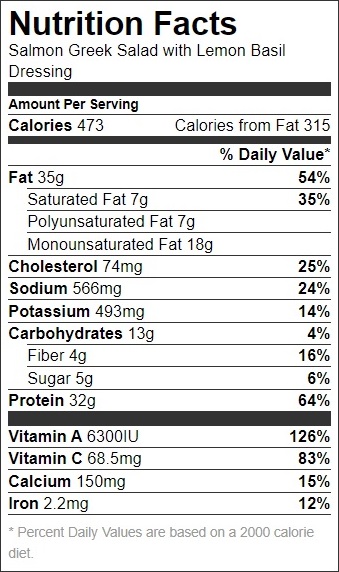 Nutrition Facts
Salmon Greek Salad with Lemon Basil
Dressing
Amount Per Serving
Calories 473 Calories from Fat 315
% Daily Value*
Fat 35g 54%
Saturated Fat 7g 35%
Polyunsaturated Fat 7g
Monounsaturated Fat 18g
Cholesterol 74mg 25%
Sodium 566mg 24%
Potassium 493mg 14%
Carbohydrates 13g 4%
Fiber 4g 16%
Sugar 5g 6%
Protein 32g 64%
Vitamin A 6300IU 126%
Vitamin C 68.5mg 83%
Calcium 150mg 15%
Iron 2.2mg 12%
* Percent Daily Values are based on a 2000 calorie
diet.